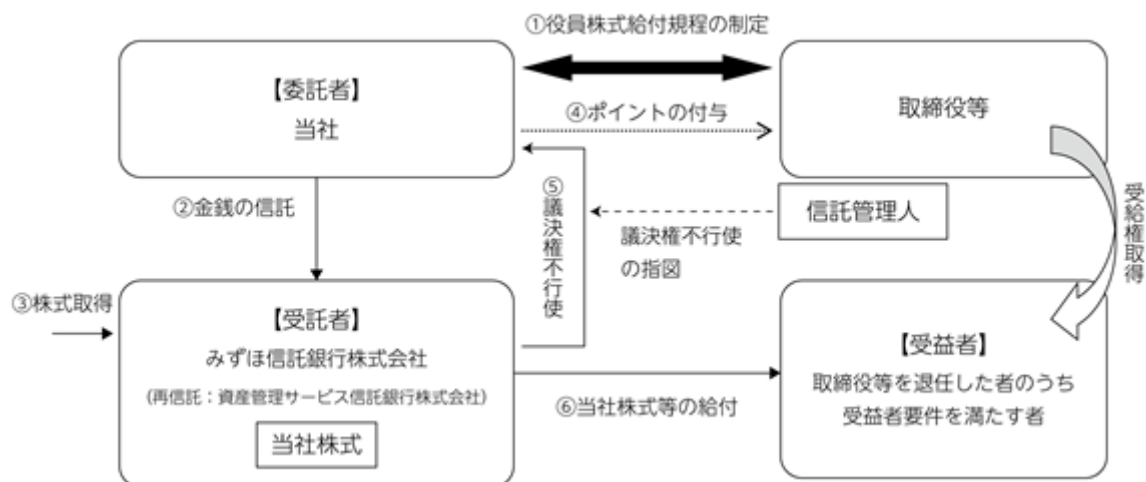 ①役員株式給付規程の制定
【委託者】
当社
④ポイントの付与
取締役等
②金銭の信託
⑤議決権不行使
信託管理人
議決権不行使
の指図
受給権取得
③株式取得
【受託者】
みずほ信託銀行株式会社
(再信託：資産管理サービス信託銀行株式会社)
当社株式
⑥当社株式等の給付
【受益者】
取締役等を退任した者のうち
受益者要件を満たす者